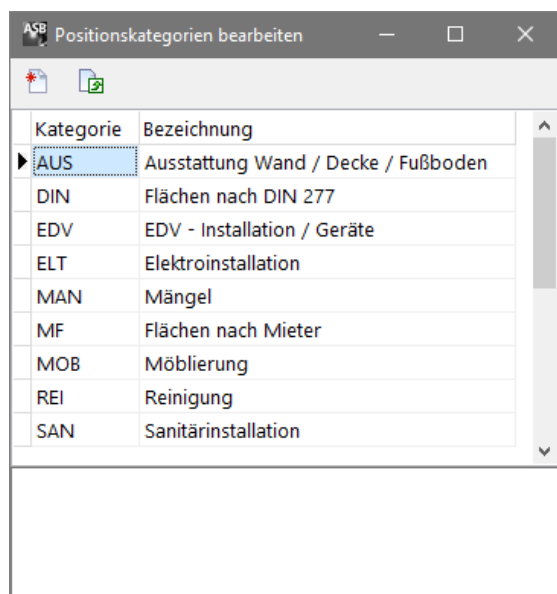 ASB Positionskategorien bearbeiten
Kategorie Bezeichnung
AUS Ausstattung Wand / Decke / Fußboden
DIN Flächen nach DIN 277
EDV EDV - Installation / Geräte
ELT Elektroinstallation
MAN Mängel
MF Flächen nach Mieter
MOB Möblierung
REI Reinigung
SAN Sanitärinstallation